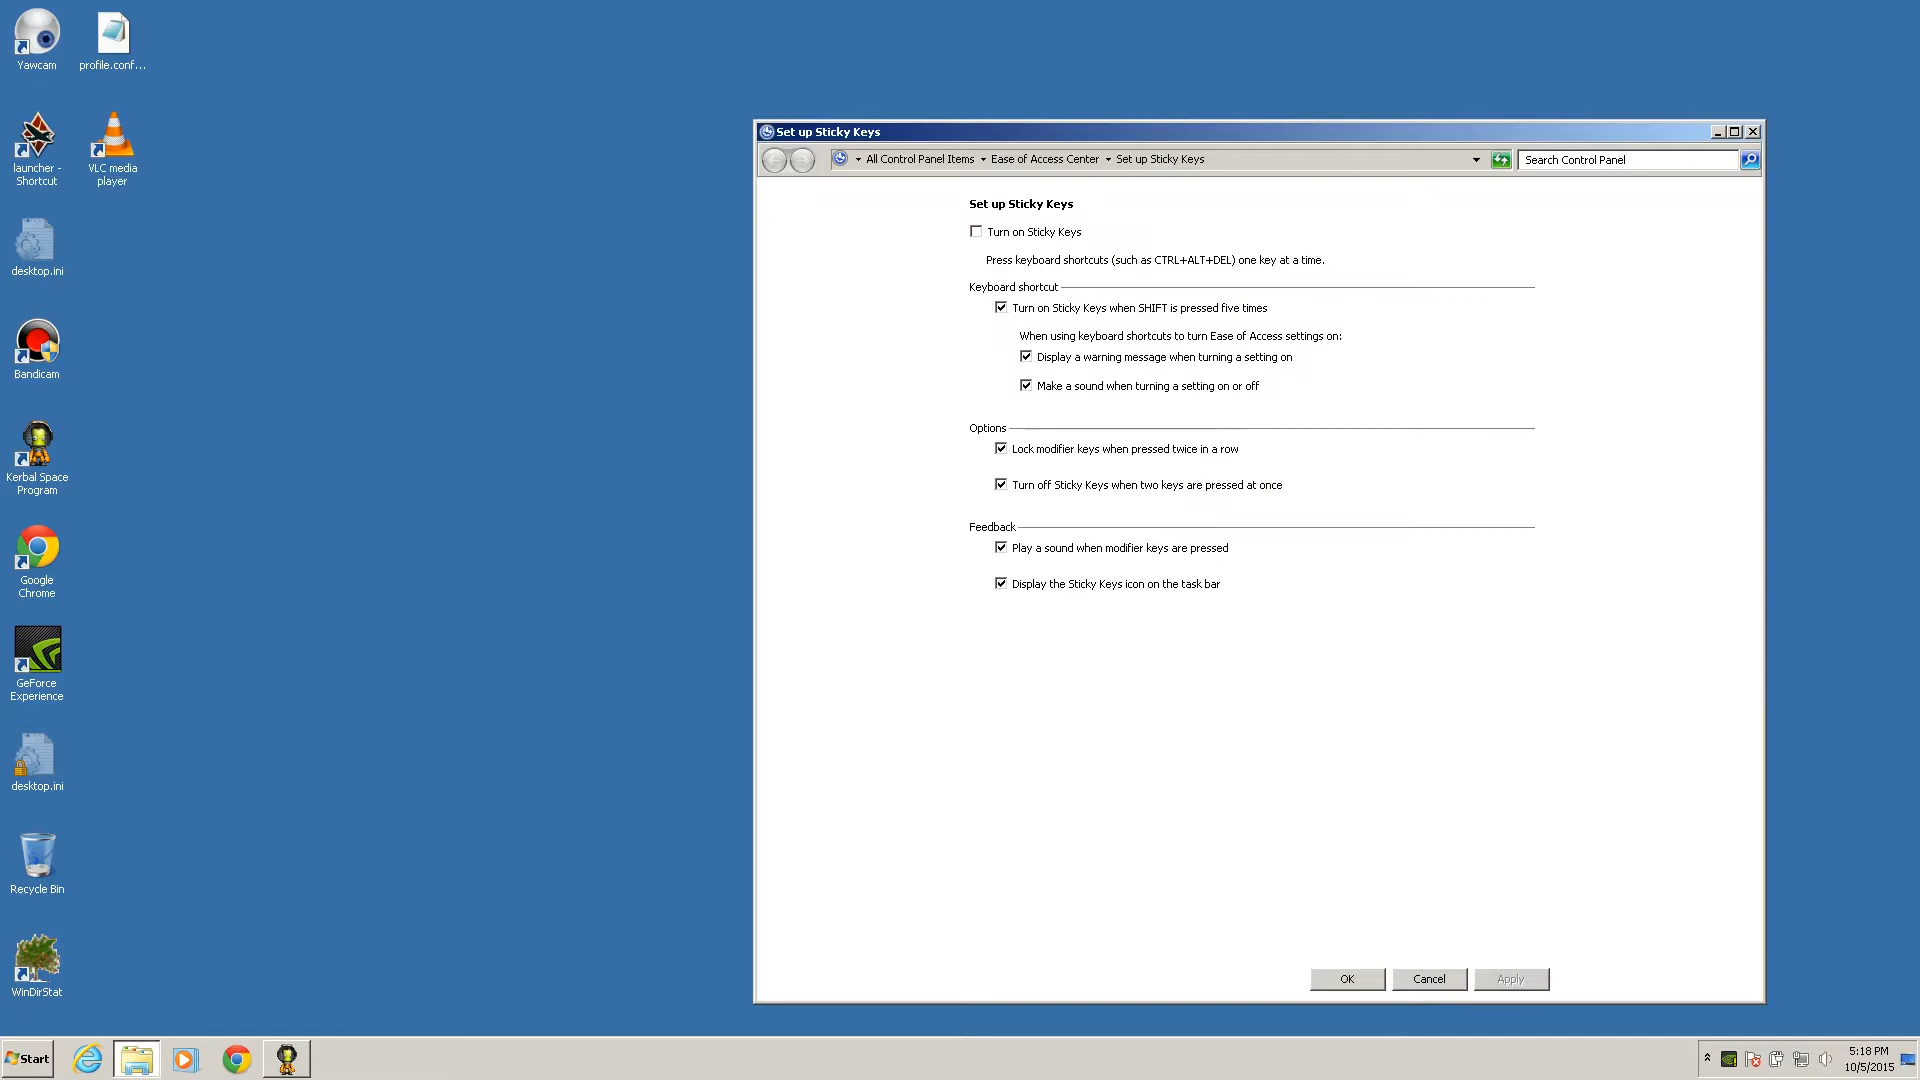 Yawcam
profile.conf...
launcher -
Shortcut
VLC media
player
desktop.ini
Bandicam
Kerbal Space
Program
Google
Chrome
GeForce
Experience
desktop.ini
Recycle Bin
WinDirStat
Set up Sticky Keys
All Control Panel Items
Ease of Access Center
Set up Sticky Keys
Search Control Panel
Set up Sticky Keys
Turn on Sticky Keys
Press keyboard shortcuts (such as CTRL+ALT+DEL) one key at a time.
Keyboard shortcut
Turn on Sticky Keys when SHIFT is pressed five times
When using keyboard shortcuts to turn Ease of Access settings on:
Display a warning message when turning a setting on
Make a sound when turning a setting on or off
Options
Lock modifier keys when pressed twice in a row
Turn off Sticky Keys when two keys are pressed at once
Feedback
Play a sound when modifier keys are pressed
Display the Sticky Keys icon on the task bar
OK
Cancel
Apply
Start
5:18 PM
10/5/2015